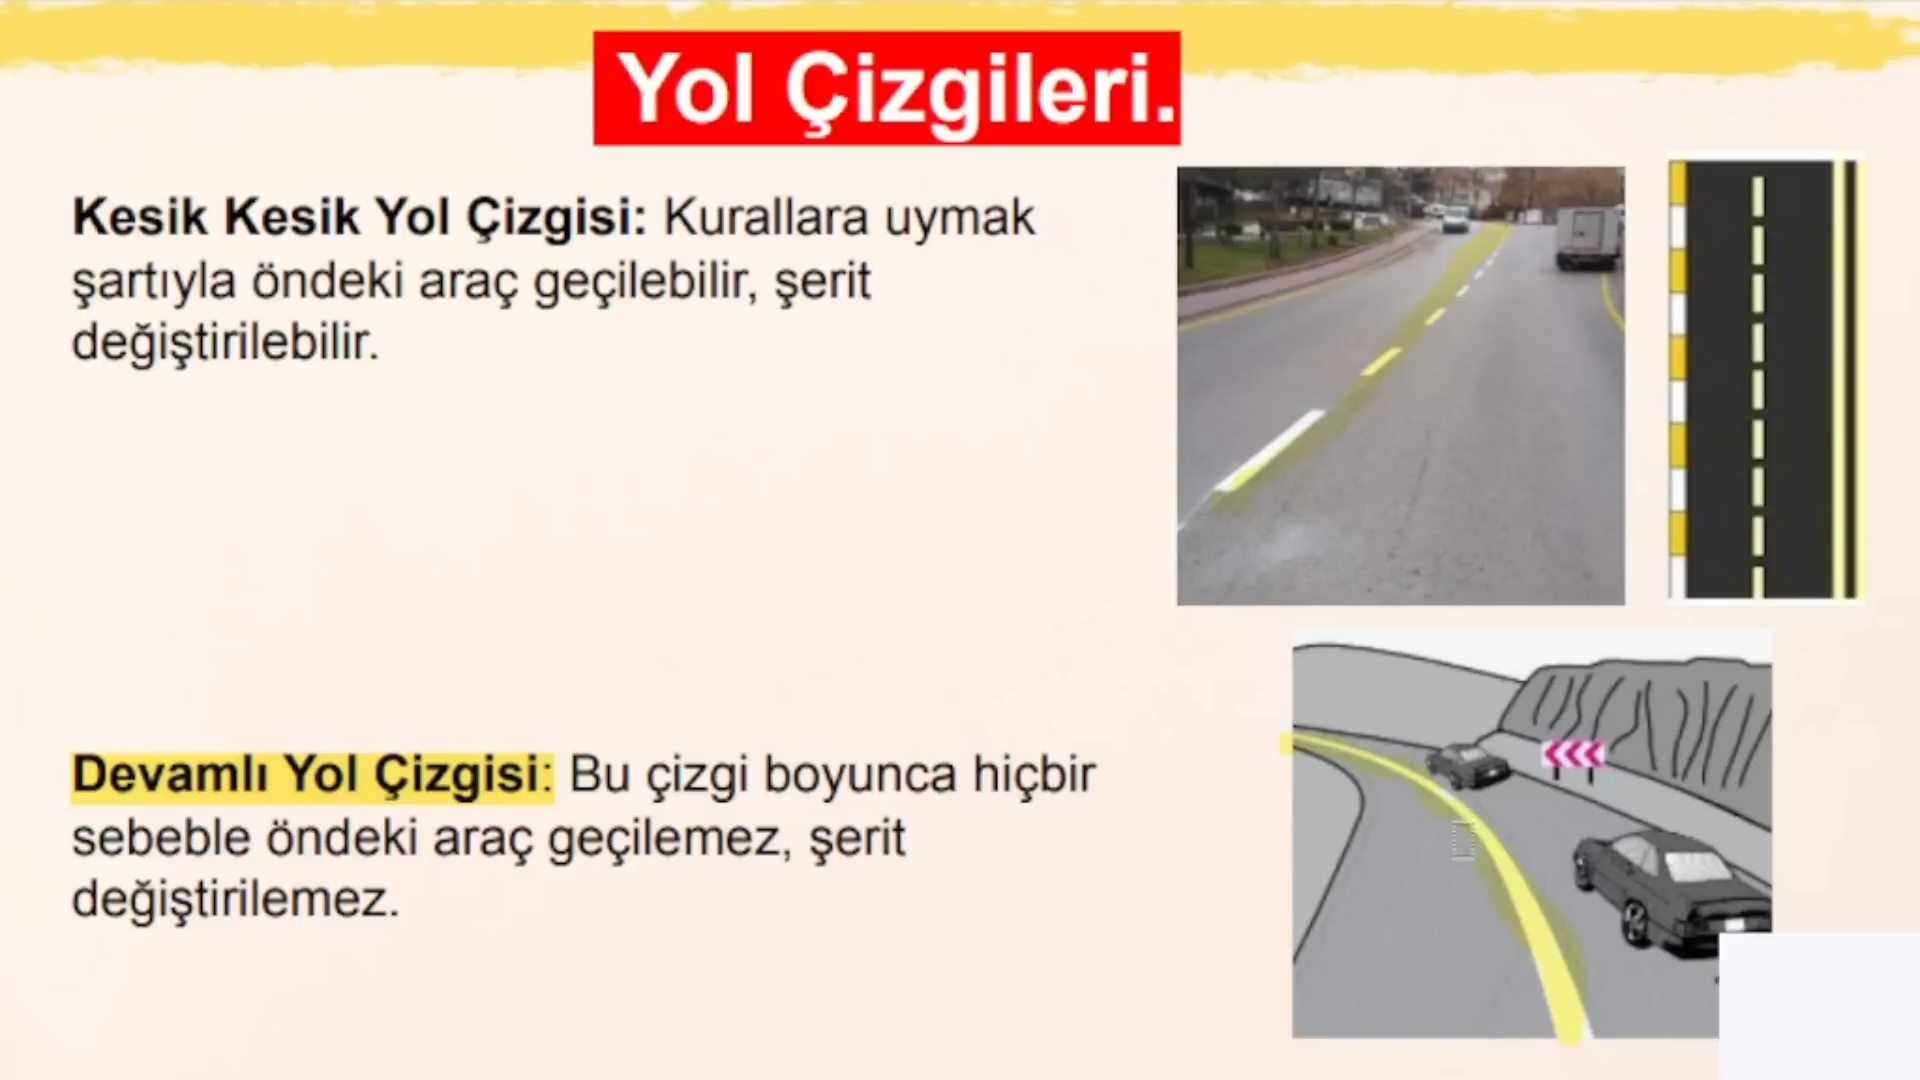 Yol Çizgileri.
Kesik Kesik Yol Çizgisi: Kurallara uymak
şartıyla öndeki araç geçilebilir, şerit
değiştirilebilir.
Devamlı Yol Çizgisi: Bu çizgi boyunca hiçbir
sebeble öndeki araç geçilemez, şerit
değiştirilemez.